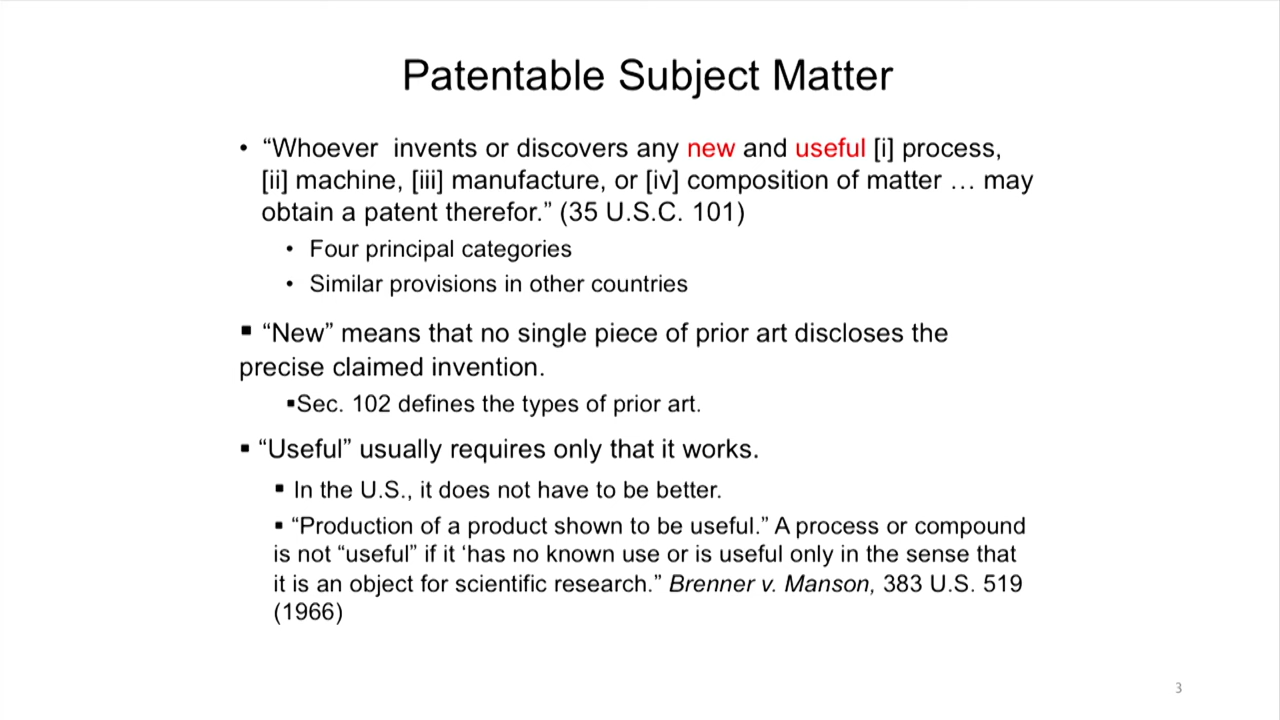 Patentable Subject Matter
• “Whoever  invents or discovers any new and useful [i] process,
[ii] machine, [iii] manufacture, or [iv] composition of matter … may
obtain a patent therefor.” (35 U.S.C. 101)
• Four principal categories
• Similar provisions in other countries
▪ “New” means that no single piece of prior art discloses the
precise claimed invention.
▪Sec. 102 defines the types of prior art.
▪ “Useful” usually requires only that it works.
▪ In the U.S., it does not have to be better.
▪ “Production of a product shown to be useful.” A process or compound
is not “useful” if it ‘has no known use or is useful only in the sense that
it is an object for scientific research.” Brenner v. Manson, 383 U.S. 519
(1966)
3